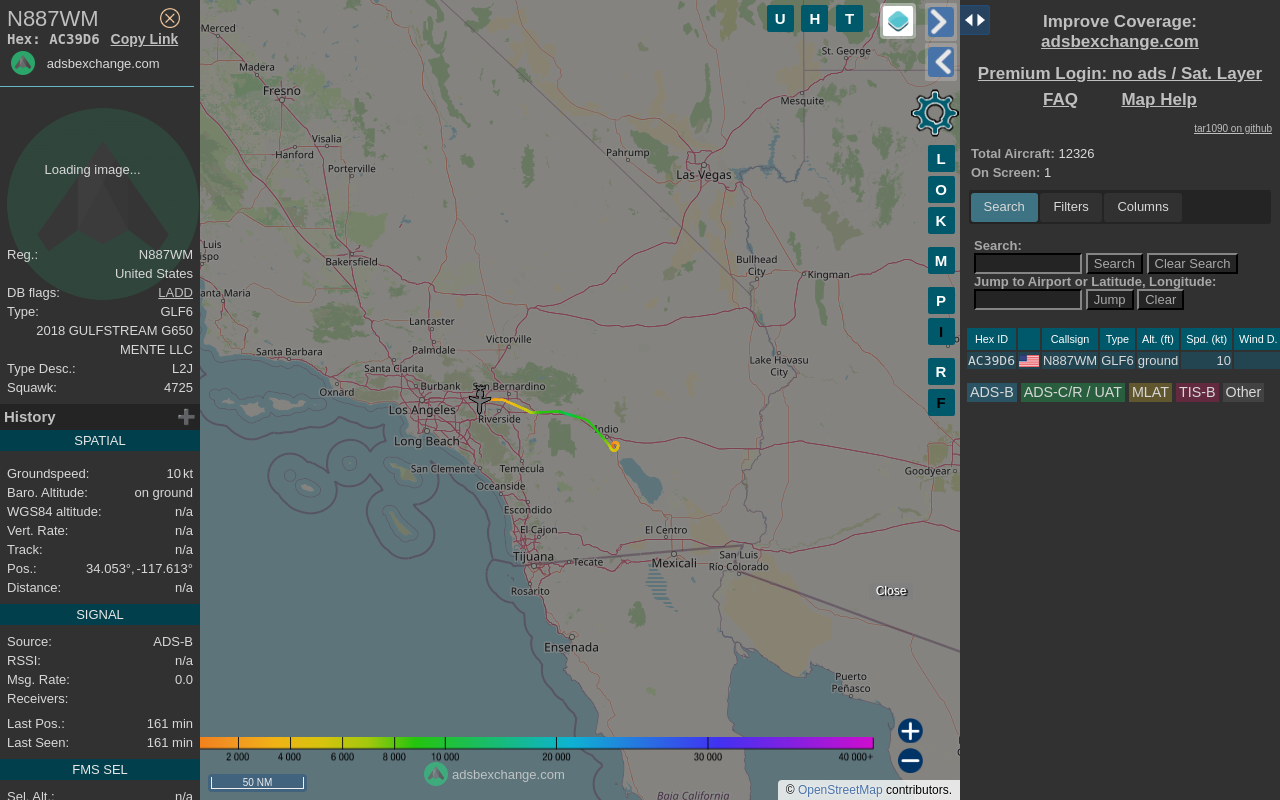 N887WM
Hex: AC39D6 Copy Link
adsbexchange.com
Loading image...
Reg.: N887WM
United States
DB flags: LADD
Type: GLF6
2018 GULFSTREAM G650
MENTE LLC
Type Desc.: L2J
Squawk: 4725
History
SPATIAL
Groundspeed: 10 kt
Baro. Altitude: on ground
WGS84 altitude: n/a
Vert. Rate: n/a
Track: n/a
Pos.: 34.053°, -117.613°
Distance: n/a
SIGNAL
Source: ADS-B
RSSI: n/a
Msg. Rate: 0.0
Receivers:
Last Pos.: 161 min
Last Seen: 161 min
FMS SEL
Sel. Alt.: n/a
U H T
L
O
K
M
P
I
R
F
Merced
Madera
Fresno
Visalia
Hanford
Porterville
St. George
Mesquite
Pahrump
Las Vegas
Luis
ispo
Bakersfield
Bullhead
City
Kingman
anta Maria
Lancaster
Palmdale
Victorville
Santa Barbara
Santa Clarita
Lake Havasu
City
Oxnard
Burbank
San Bernardino
Los Angeles
Riverside
Indio
Long Beach
San Clemente
Temecula
Goodyear
Oceanside
Escondido
El Cajon
El Centro
Tijuana
Tecate
Mexicali
San Luis
Río Colorado
Rosarito
Close
Ensenada
Puerto
Peñasco
Baja California
2 000 4 000 6 000 8 000 10 000 20 000 30 000 40 000+
adsbexchange.com
50 NM
© OpenStreetMap contributors.
Improve Coverage:
adsbexchange.com
Premium Login: no ads / Sat. Layer
FAQ Map Help
tar1090 on github
Total Aircraft: 12326
On Screen: 1
Search Filters Columns
Search:
Search Clear Search
Jump to Airport or Latitude, Longitude:
Jump Clear
Hex ID Callsign Type Alt. (ft) Spd. (kt) Wind D.
AC39D6 N887WM GLF6 ground 10
ADS-B ADS-C/R / UAT MLAT TIS-B Other